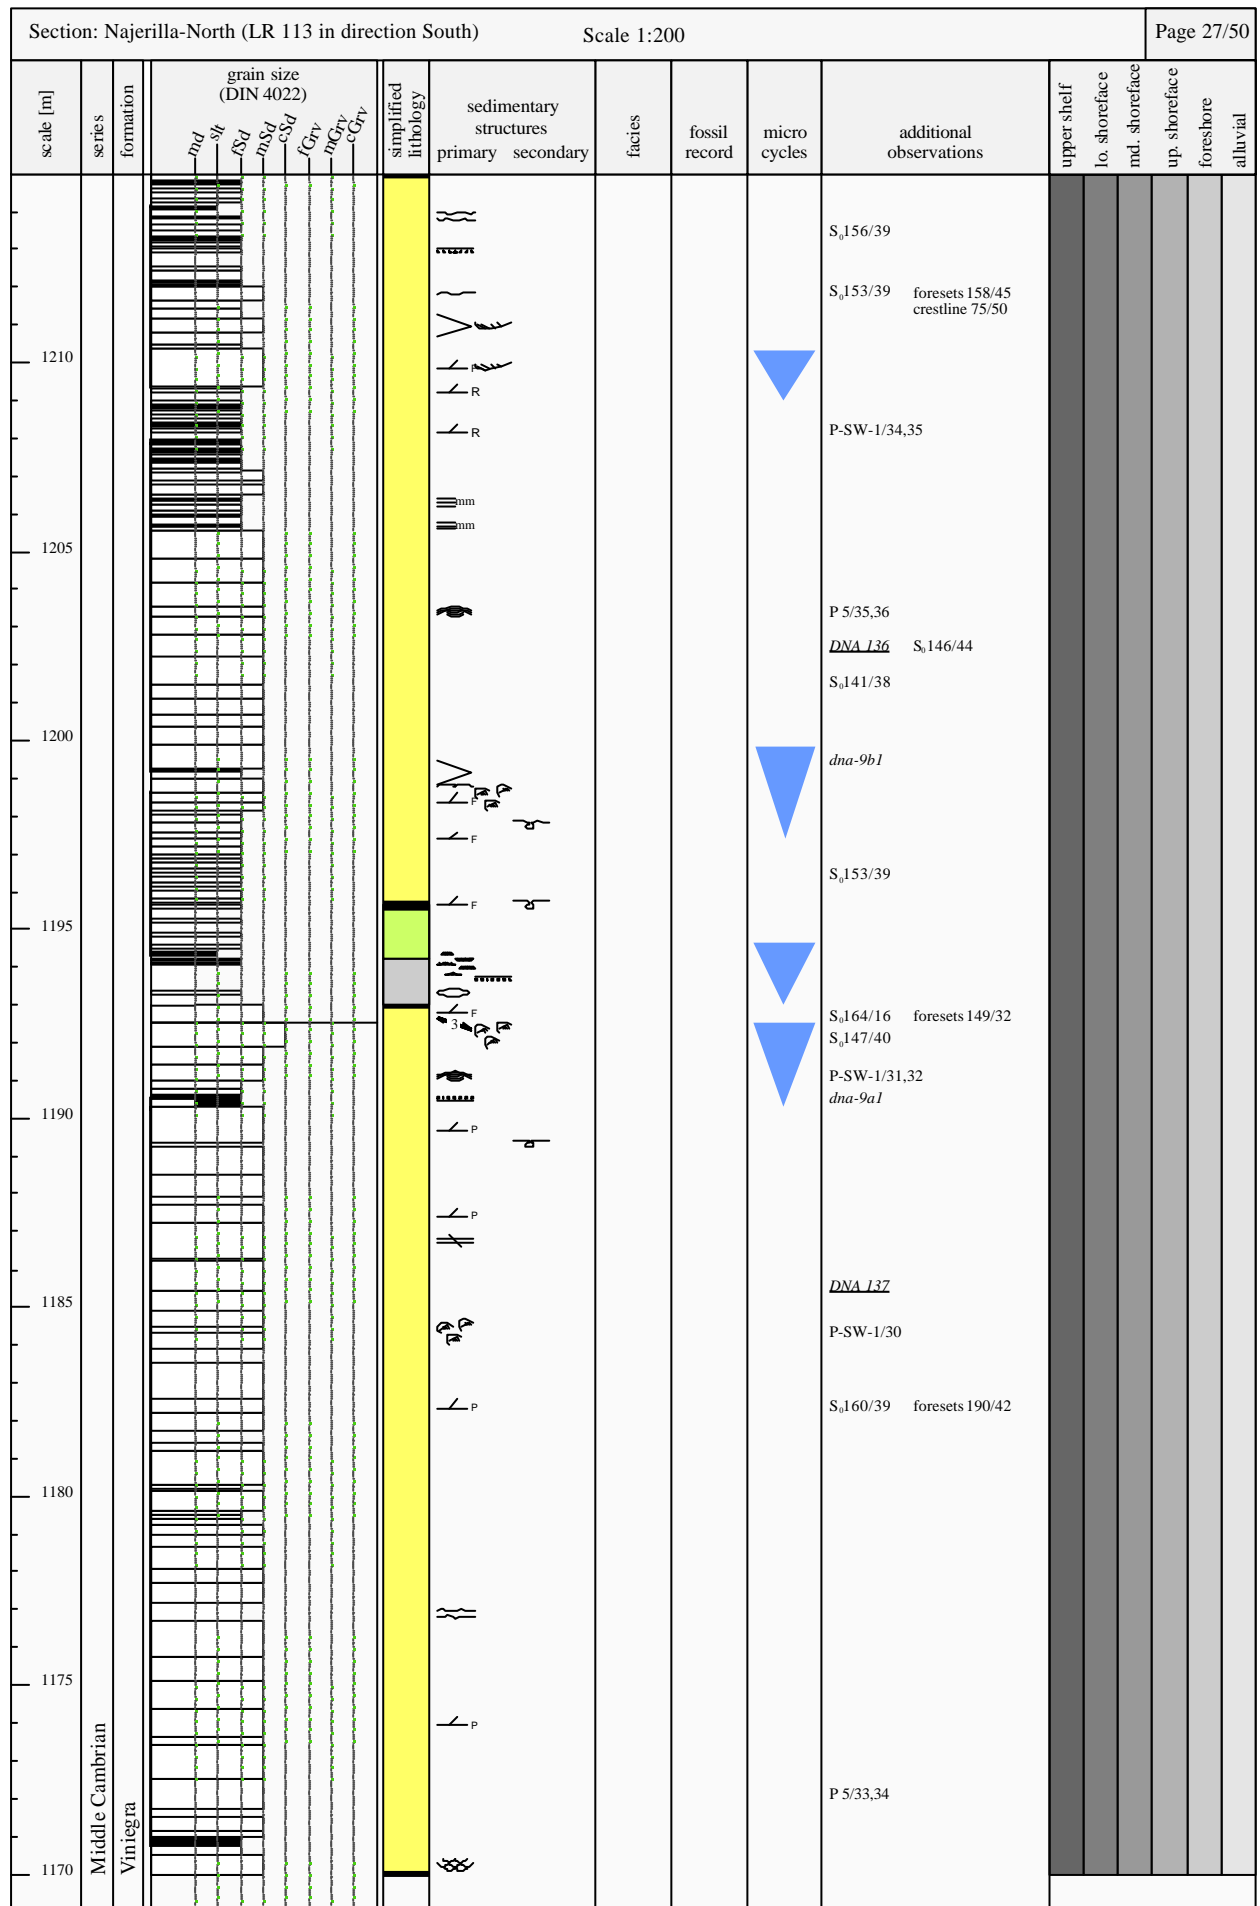 Section: Najerilla-North (LR 113 in direction South)
Scale 1:200
Page 27/50
scale [m]
series
formation
grain size
(DIN 4022)
md
slt
fSd
mSd
cSd
fGrv
mGrv
cGrv
simplified
lithology
sedimentary
structures
primary secondary
facies
fossil
record
micro
cycles
additional
observations
upper shelf
lo. shoreface
md. shoreface
up. shoreface
foreshore
alluvial
S₀156/39
S₀153/39 foresets 158/45
crestline 75/50
1210
R
R
P-SW-1/34,35
mm
mm
1205
P 5/35,36
DNA 136 S₀146/44
S₀141/38
1200
dna-9b1
F
F
S₀153/39
F
1195
F
S₀164/16 foresets 149/32
3
S₀147/40
P-SW-1/31,32
dna-9a1
1190
P
P
DNA 137
1185
P-SW-1/30
P
S₀160/39 foresets 190/42
1180
1175
P
P 5/33,34
Middle Cambrian
Viniegra
1170